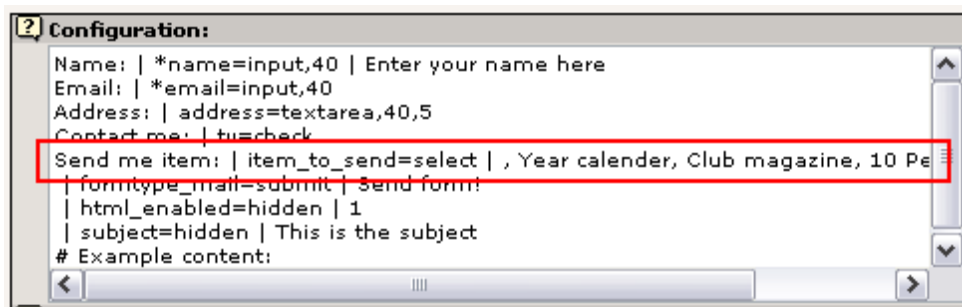 Configuration:
Name: | *name=input,40 | Enter your name here
Email: | *email=input,40
Address: | address=textarea,40,5
Contact me: | tv=check
Send me item: | item_to_send=select | , Year calender, Club magazine, 10 Pe
| formtype_mail=submit | Send form!
| html_enabled=hidden | 1
| subject=hidden | This is the subject
# Example content: